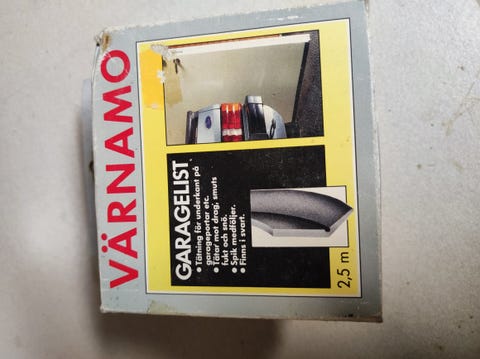 VÄRNAMO
GARAGELIST
• Tätning för underkant på
garageportar etc.
• Tätar mot drag, smuts
fukt och snö.
• Spik medföljer.
• Finns i svart.
2,5 m